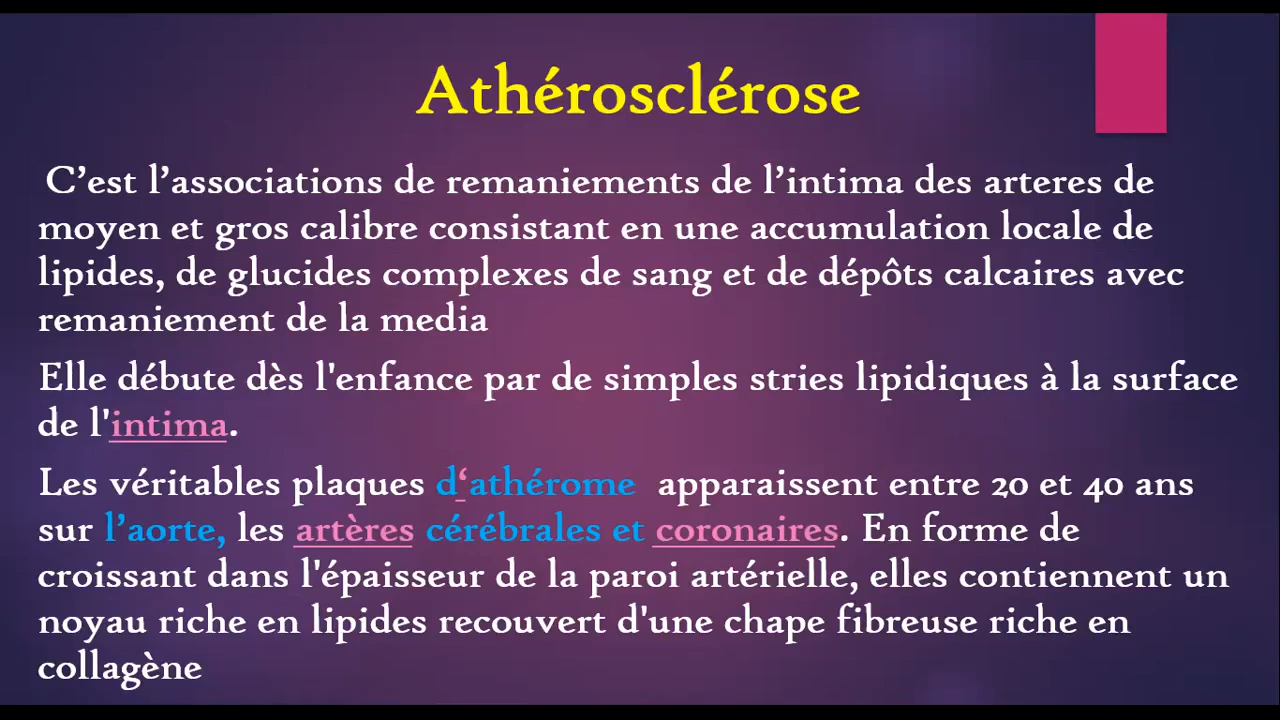 Athérosclérose
C’est l’associations de remaniements de l’intima des arteres de
moyen et gros calibre consistant en une accumulation locale de
lipides, de glucides complexes de sang et de dépôts calcaires avec
remaniement de la media
Elle débute dès l'enfance par de simples stries lipidiques à la surface
de l'intima.
Les véritables plaques d‘athérome apparaissent entre 20 et 40 ans
sur l’aorte, les artères cérébrales et coronaires. En forme de
croissant dans l'épaisseur de la paroi artérielle, elles contiennent un
noyau riche en lipides recouvert d'une chape fibreuse riche en
collagène